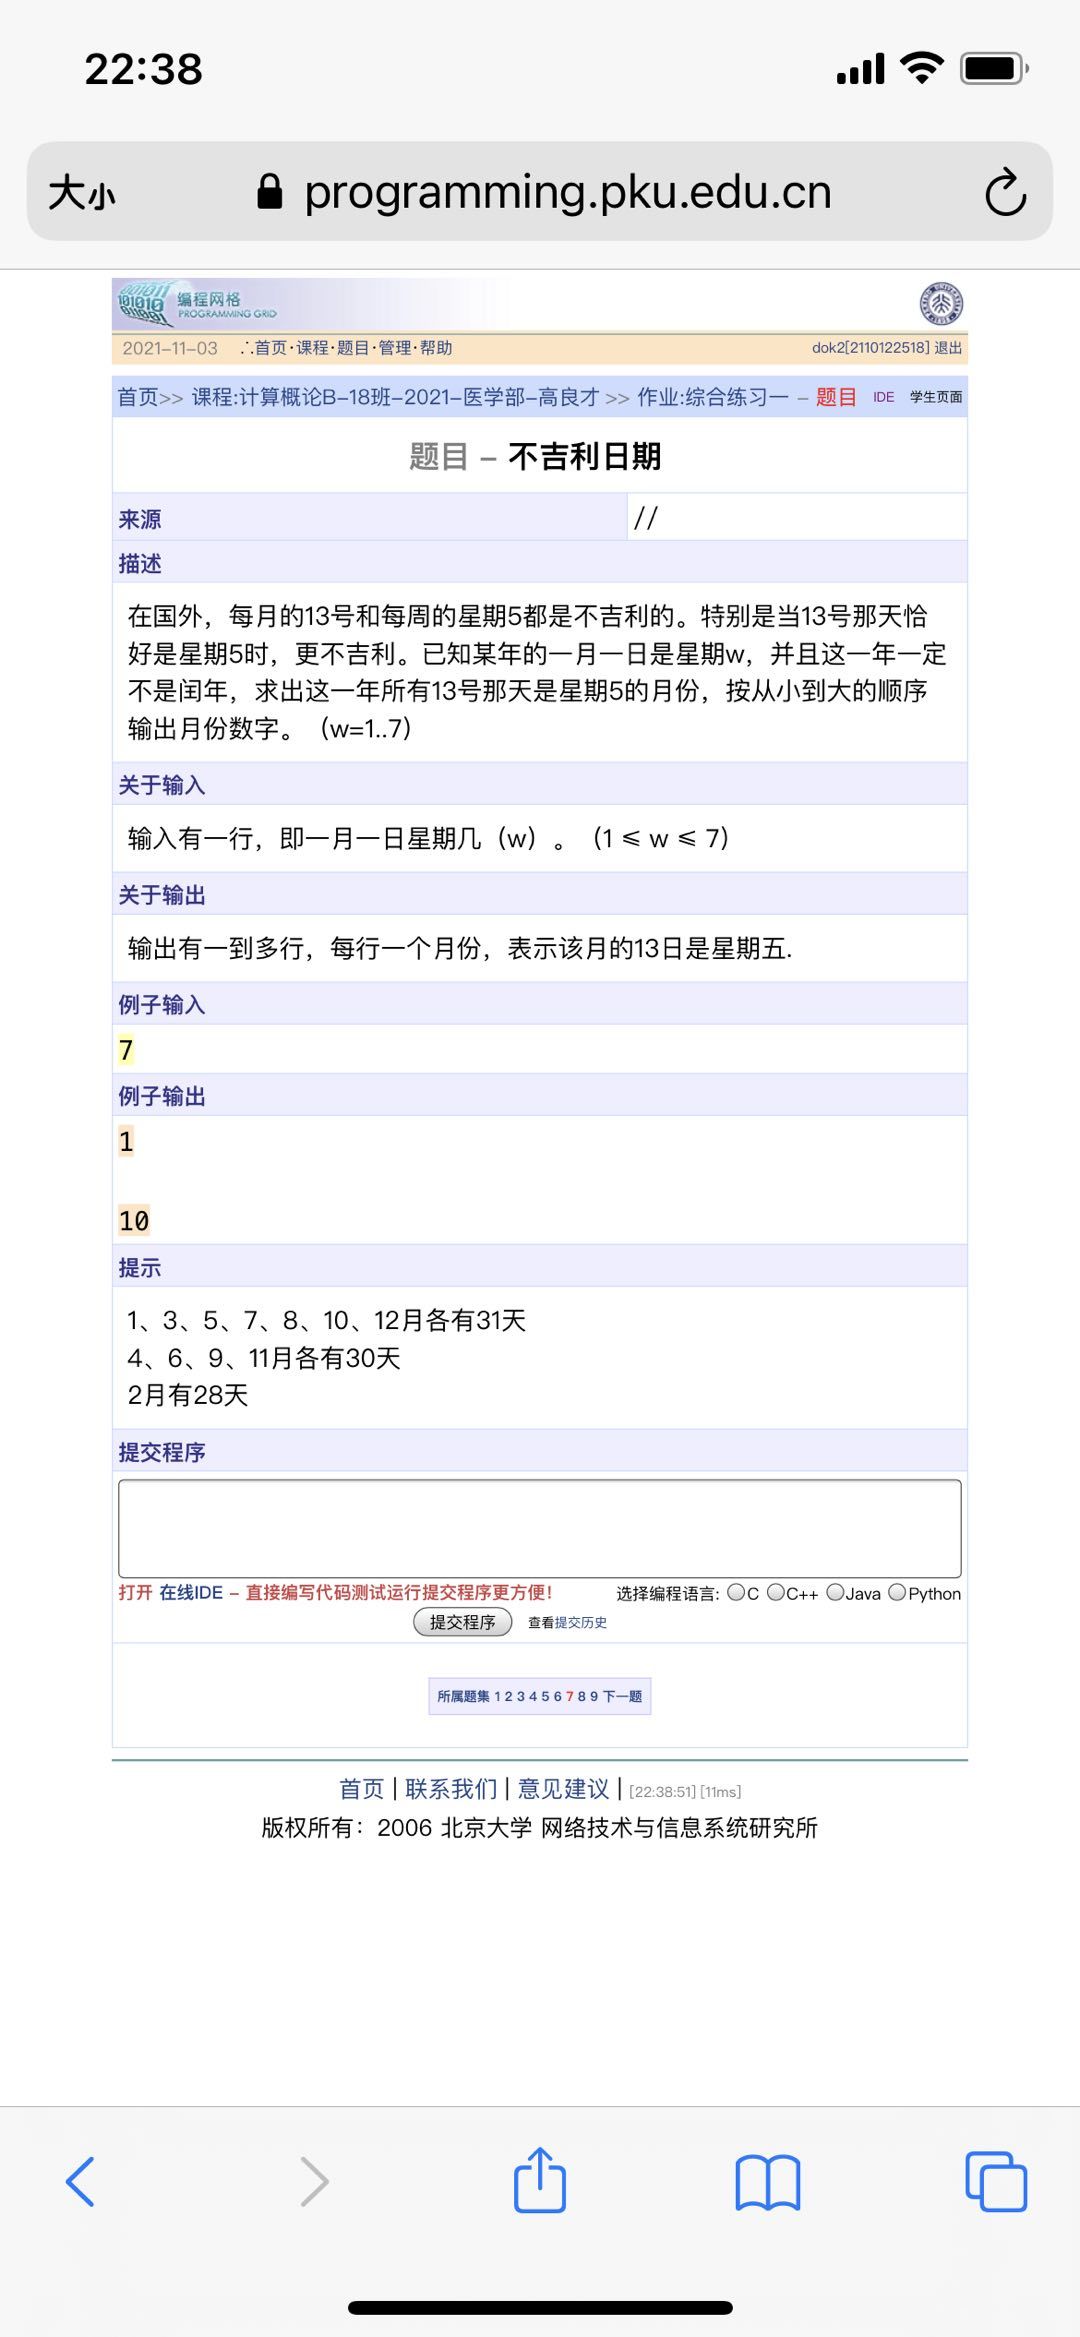 22:38
大小 programming.pku.edu.cn
编程网格
PROGRAMMING GRID
2021-11-03 ∴首页·课程·题目·管理·帮助 dok2[2110122518] 退出
首页>> 课程:计算概论B-18班-2021-医学部-高良才 >> 作业:综合练习一 - 题目 IDE 学生页面
题目 - 不吉利日期
来源 //
描述
在国外，每月的13号和每周的星期5都是不吉利的。特别是当13号那天恰
好是星期5时，更不吉利。已知某年的一月一日是星期w，并且这一年一定
不是闰年，求出这一年所有13号那天是星期5的月份，按从小到大的顺序
输出月份数字。（w=1..7）
关于输入
输入有一行，即一月一日星期几（w）。（1 ≤ w ≤ 7）
关于输出
输出有一到多行，每行一个月份，表示该月的13日是星期五.
例子输入
7
例子输出
1
10
提示
1、3、5、7、8、10、12月各有31天
4、6、9、11月各有30天
2月有28天
提交程序
打开 在线IDE - 直接编写代码测试运行提交程序更方便! 选择编程语言: C C++ Java Python
提交程序 查看提交历史
所属题集 1 2 3 4 5 6 7 8 9 下一题
首页 | 联系我们 | 意见建议 | [22:38:51] [11ms]
版权所有：2006 北京大学 网络技术与信息系统研究所